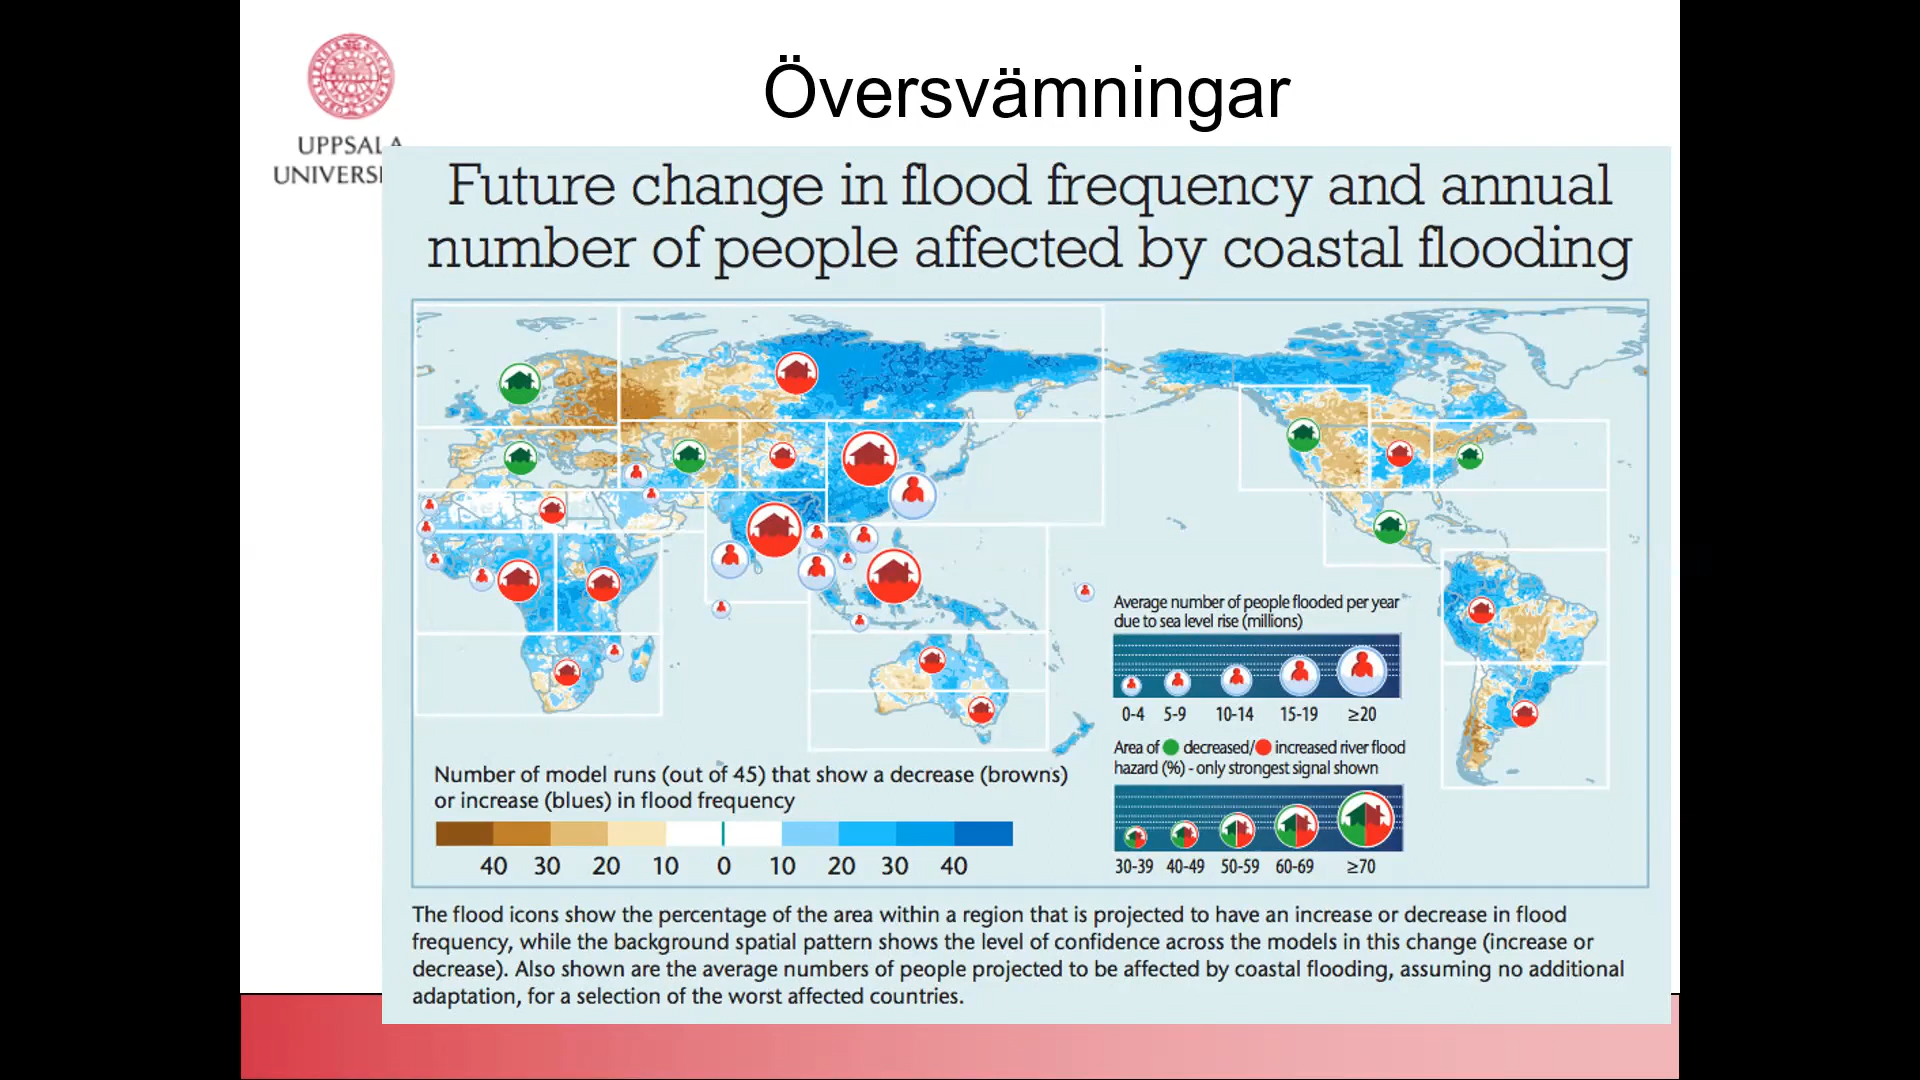 Översvämningar
UPPSALA
UNIVERSI
Future change in flood frequency and annual
number of people affected by coastal flooding
Average number of people flooded per year
due to sea level rise (millions)
0-4 5-9 10-14 15-19 ≥20
Area of decreased/ increased river flood
hazard (%) - only strongest signal shown
30-39 40-49 50-59 60-69 ≥70
Number of model runs (out of 45) that show a decrease (browns)
or increase (blues) in flood frequency
40 30 20 10 0 10 20 30 40
The flood icons show the percentage of the area within a region that is projected to have an increase or decrease in flood
frequency, while the background spatial pattern shows the level of confidence across the models in this change (increase or
decrease). Also shown are the average numbers of people projected to be affected by coastal flooding, assuming no additional
adaptation, for a selection of the worst affected countries.